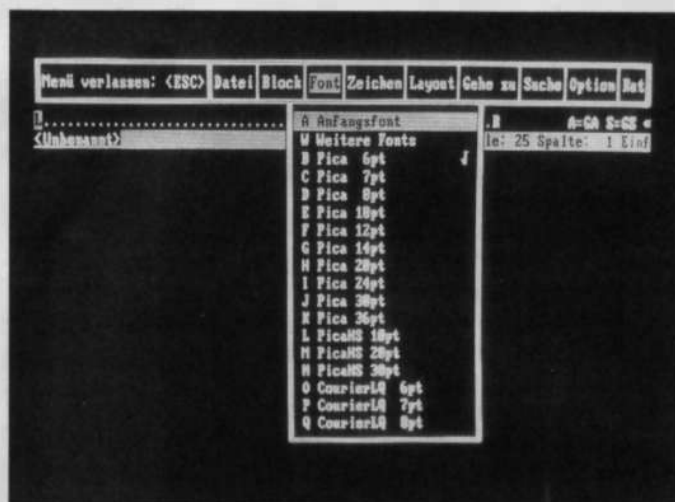 Menü verlassen: <ESC> Datei Block Font Zeichen Layout Gehe zu Suche Option Rat
L.................................R A=GA S=GS «
<Unbenannt> le: 25 Spalte: 1 Einf
A Anfangsfont
W Weitere Fonts
B Pica 6pt √
C Pica 7pt
D Pica 8pt
E Pica 10pt
F Pica 12pt
G Pica 14pt
H Pica 20pt
I Pica 24pt
J Pica 30pt
K Pica 36pt
L PicaHS 10pt
M PicaHS 20pt
N PicaHS 30pt
O CourierLQ 6pt
P CourierLQ 7pt
Q CourierLQ 8pt